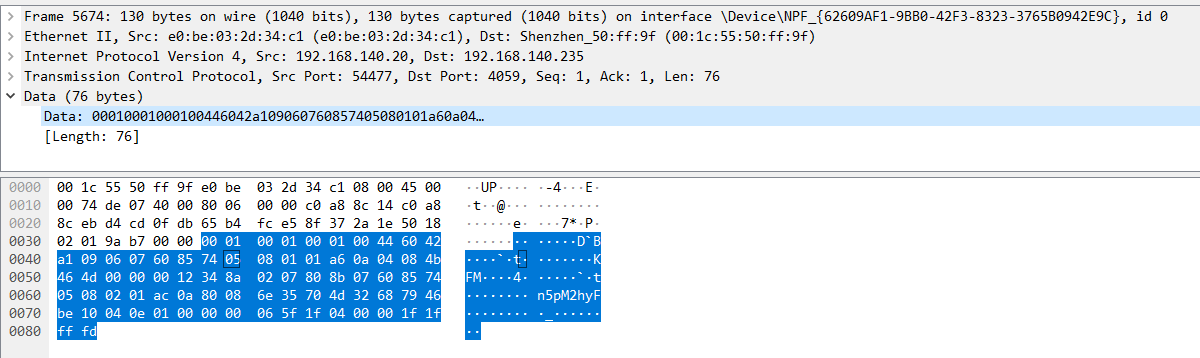 Frame 5674: 130 bytes on wire (1040 bits), 130 bytes captured (1040 bits) on interface \Device\NPF_{62609AF1-9BB0-42F3-8323-3765B0942E9C}, id 0
Ethernet II, Src: e0:be:03:2d:34:c1 (e0:be:03:2d:34:c1), Dst: Shenzhen_50:ff:9f (00:1c:55:50:ff:9f)
Internet Protocol Version 4, Src: 192.168.140.20, Dst: 192.168.140.235
Transmission Control Protocol, Src Port: 54477, Dst Port: 4059, Seq: 1, Ack: 1, Len: 76
Data (76 bytes)
Data: 00010001000100446042a109060760857405080101a60a04…
[Length: 76]
0000 00 1c 55 50 ff 9f e0 be 03 2d 34 c1 08 00 45 00 ··UP···· ·-4···E·
0010 00 74 de 07 40 00 80 06 00 00 c0 a8 8c 14 c0 a8 ·t··@··· ········
0020 8c eb d4 cd 0f db 65 b4 fc e5 8f 37 2a 1e 50 18 ······e· ···7*·P·
0030 02 01 9a b7 00 00 00 01 00 01 00 01 00 44 60 42 ········ ·····D`B
0040 a1 09 06 07 60 85 74 05 08 01 01 a6 0a 04 08 4b ····`·t· ·······K
0050 46 4d 00 00 00 12 34 8a 02 07 80 8b 07 60 85 74 FM····4· ·····`·t
0060 05 08 02 01 ac 0a 80 08 6e 35 70 4d 32 68 79 46 ········ n5pM2hyF
0070 be 10 04 0e 01 00 00 00 06 5f 1f 04 00 00 1f 1f ········ ·_······
0080 ff fd ··